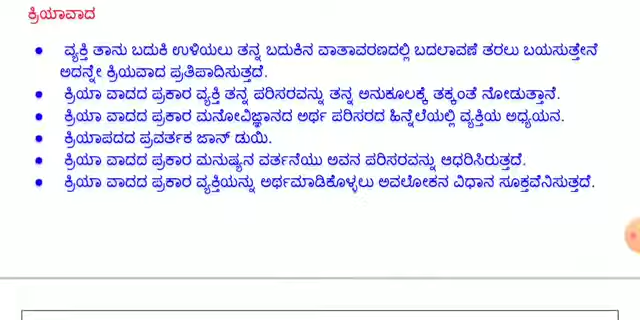 ಕ್ರಿಯಾವಾದ
• ವ್ಯಕ್ತಿ ತಾನು ಬದುಕಿ ಉಳಿಯಲು ತನ್ನ ಬದುಕಿನ ವಾತಾವರಣದಲ್ಲಿ ಬದಲಾವಣೆ ತರಲು ಬಯಸುತ್ತೇನೆ
ಅದನ್ನೇ ಕ್ರಿಯವಾದ ಪ್ರತಿಪಾದಿಸುತ್ತದೆ.
• ಕ್ರಿಯಾ ವಾದದ ಪ್ರಕಾರ ವ್ಯಕ್ತಿ ತನ್ನ ಪರಿಸರವನ್ನು ತನ್ನ ಅನುಕೂಲಕ್ಕೆ ತಕ್ಕಂತೆ ನೋಡುತ್ತಾನೆ.
• ಕ್ರಿಯಾ ವಾದದ ಪ್ರಕಾರ ಮನೋವಿಜ್ಞಾನದ ಅರ್ಥ ಪರಿಸರದ ಹಿನ್ನೆಲೆಯಲ್ಲಿ ವ್ಯಕ್ತಿಯ ಅಧ್ಯಯನ.
• ಕ್ರಿಯಾಪದದ ಪ್ರವರ್ತಕ ಜಾನ್ ಡುಯಿ.
• ಕ್ರಿಯಾ ವಾದದ ಪ್ರಕಾರ ಮನುಷ್ಯನ ವರ್ತನೆಯು ಅವನ ಪರಿಸರವನ್ನು ಆಧರಿಸಿರುತ್ತದೆ.
• ಕ್ರಿಯಾ ವಾದದ ಪ್ರಕಾರ ವ್ಯಕ್ತಿಯನ್ನು ಅರ್ಥಮಾಡಿಕೊಳ್ಳಲು ಅವಲೋಕನ ವಿಧಾನ ಸೂಕ್ತವೆನಿಸುತ್ತದೆ.